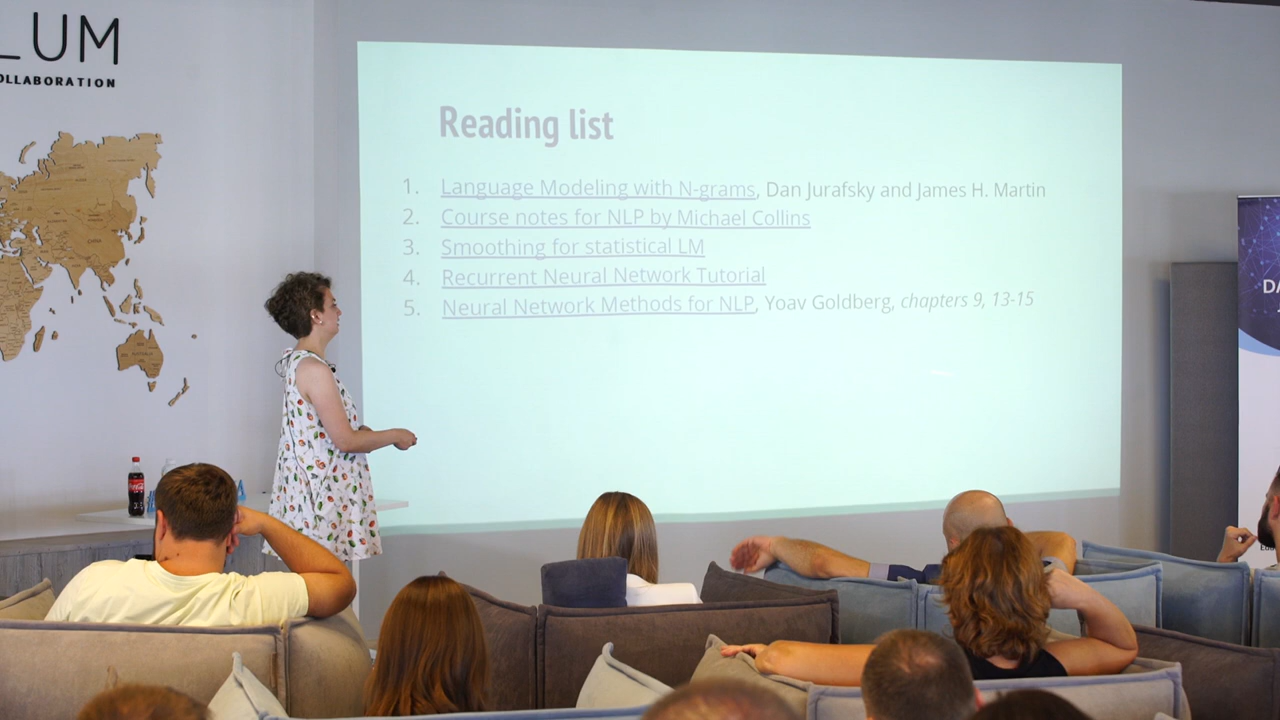 LUM
OLLABORATION
Reading list
1. Language Modeling with N-grams, Dan Jurafsky and James H. Martin
2. Course notes for NLP by Michael Collins
3. Smoothing for statistical LM
4. Recurrent Neural Network Tutorial
5. Neural Network Methods for NLP, Yoav Goldberg, chapters 9, 13-15
DA